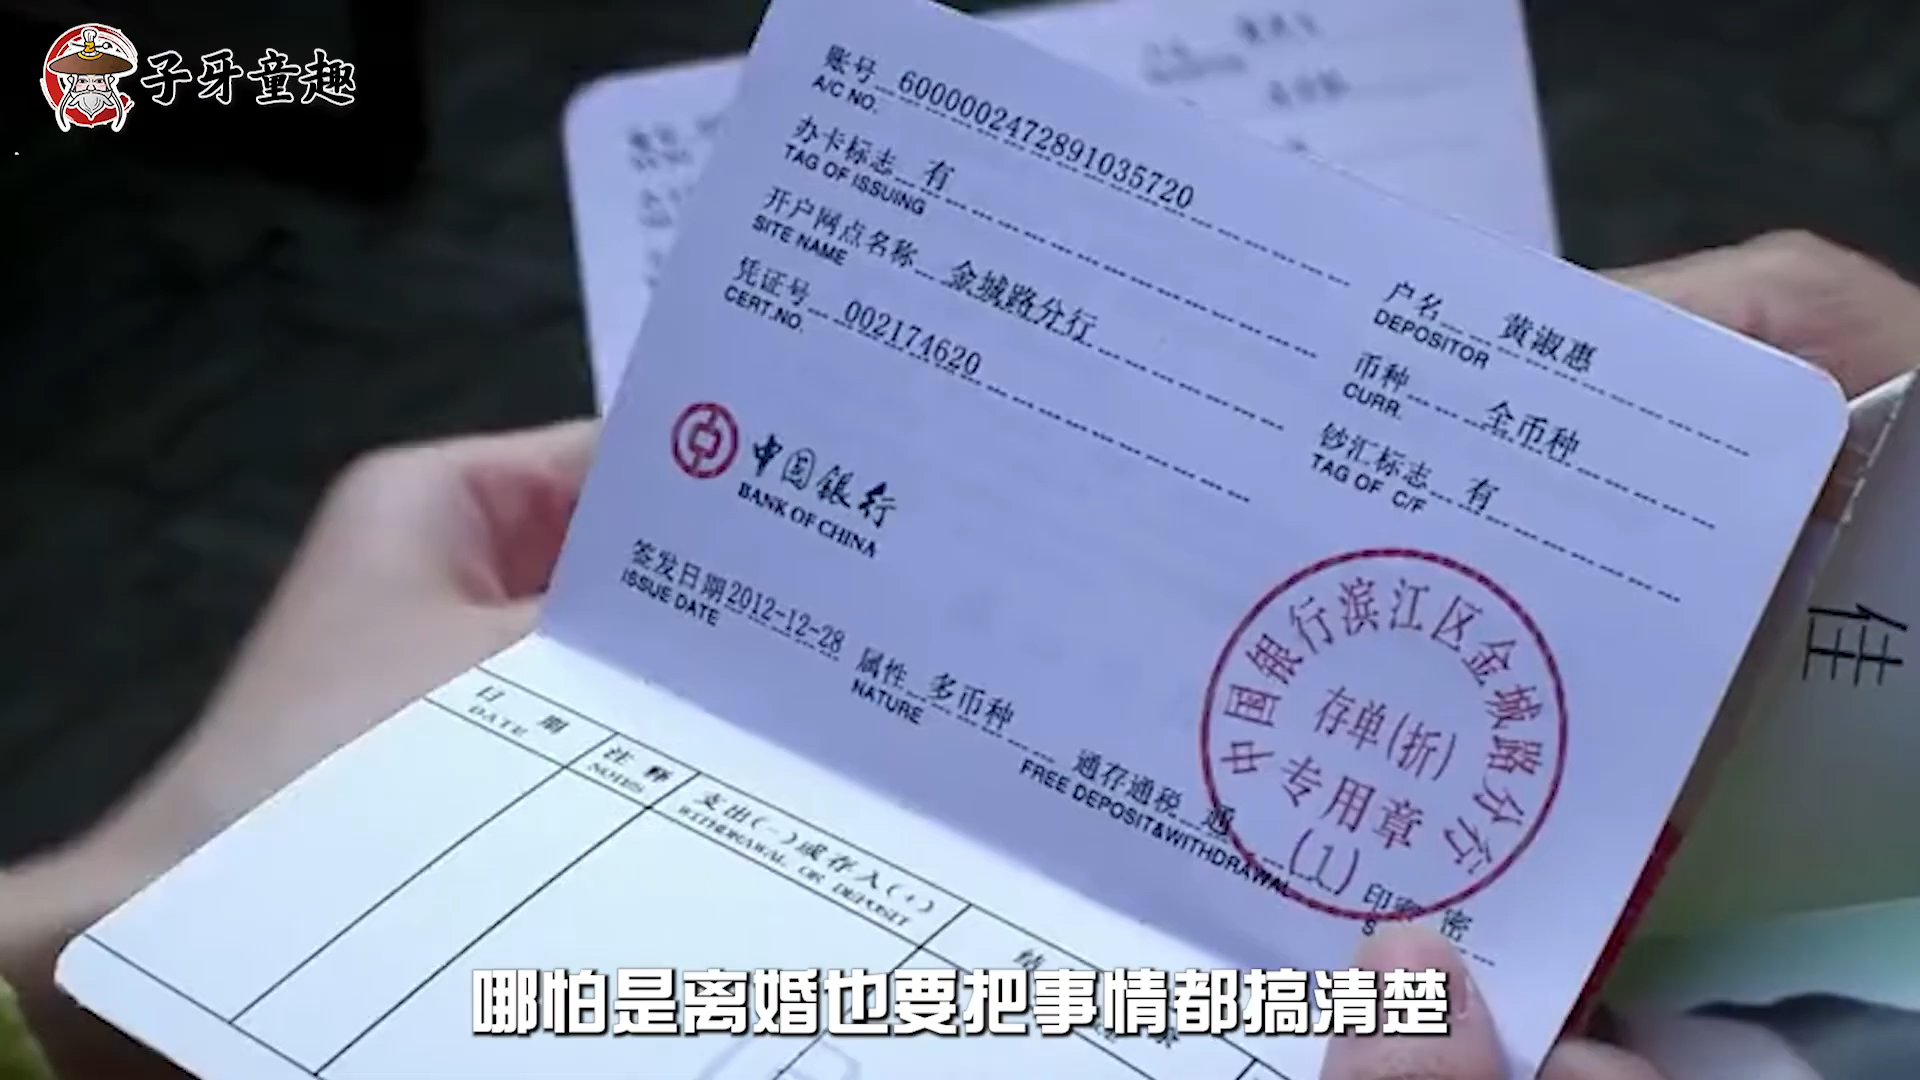 子牙童趣
账号 6000002472891035720
A/C NO.
办卡标志 有
TAG OF ISSUING
开户网点名称 金城路分行
SITE NAME
凭证号 002174620
CERT.NO.
户名 黄淑惠
DEPOSITOR
币种 全币种
CURR.
钞汇标志 有
TAG OF C/F
中国银行
BANK OF CHINA
签发日期 2012-12-28
ISSUE DATE
属性 多币种
NATURE
通存通税 通
FREE DEPOSIT&WITHDRAWAL
印密 密
中国银行滨江区金城路分行
存单(折)
专用章
(1)
日期
DATE
注释
NOTES
支出(-)或存入(+)
WITHDRAWAL OR DEPOSIT
结
佳
哪怕是离婚也要把事情都搞清楚